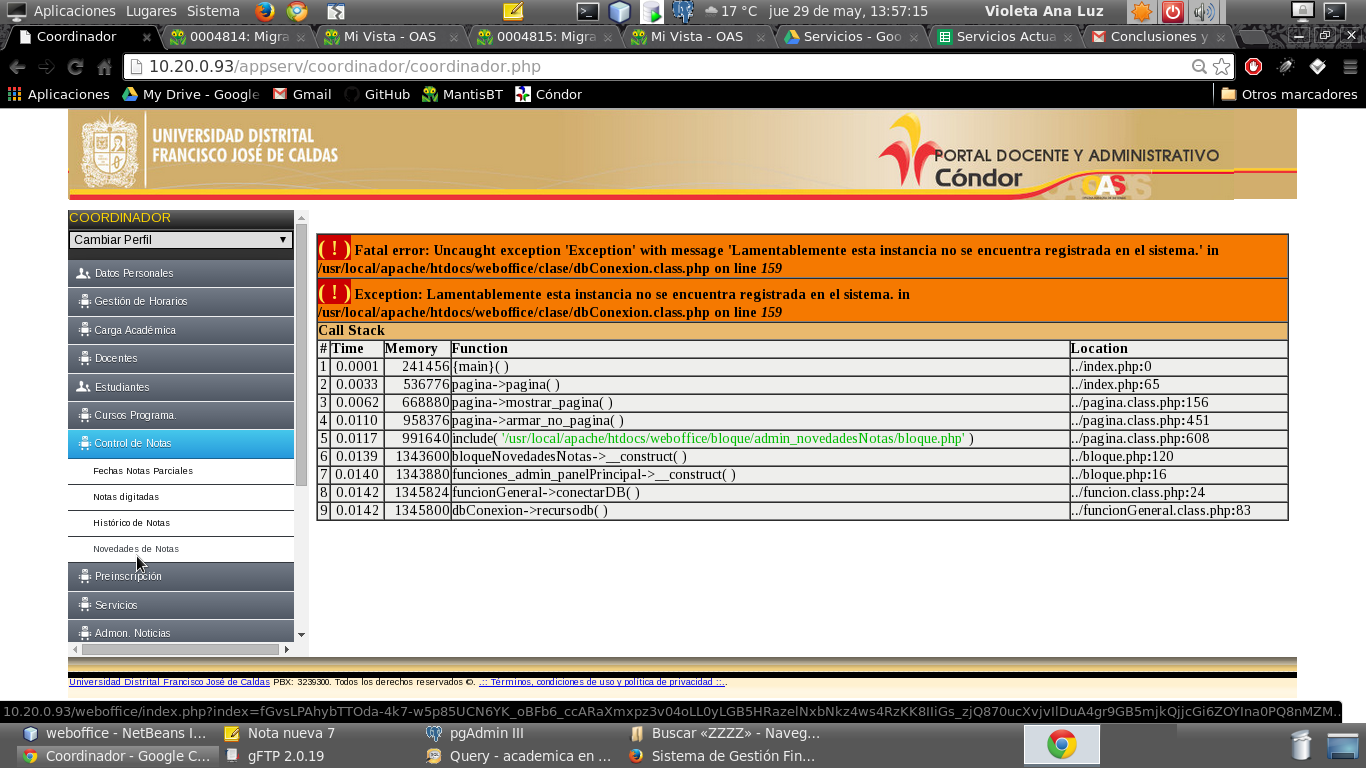 Aplicaciones Lugares Sistema 17 °C jue 29 de may, 13:57:15 Violeta Ana Luz
Coordinador 0004814: Migra Mi Vista - OAS 0004815: Migra Mi Vista - OAS Servicios - Goo Servicios Actua Conclusiones y
10.20.0.93/appserv/coordinador/coordinador.php
Aplicaciones My Drive - Google Gmail GitHub MantisBT Cóndor Otros marcadores
UNIVERSIDAD DISTRITAL
FRANCISCO JOSÉ DE CALDAS
PORTAL DOCENTE Y ADMINISTRATIVO
Cóndor
OAS
COORDINADOR
Cambiar Perfil
Datos Personales
Gestión de Horarios
Carga Académica
Docentes
Estudiantes
Cursos Programa.
Control de Notas
Fechas Notas Parciales
Notas digitadas
Histórico de Notas
Novedades de Notas
Preinscripción
Servicios
Admon. Noticias
( ! ) Fatal error: Uncaught exception 'Exception' with message 'Lamentablemente esta instancia no se encuentra registrada en el sistema.' in
/usr/local/apache/htdocs/weboffice/clase/dbConexion.class.php on line 159
( ! ) Exception: Lamentablemente esta instancia no se encuentra registrada en el sistema. in
/usr/local/apache/htdocs/weboffice/clase/dbConexion.class.php on line 159
Call Stack
# Time Memory Function Location
1 0.0001 241456 {main}( ) ../index.php:0
2 0.0033 536776 pagina->pagina( ) ../index.php:65
3 0.0062 668880 pagina->mostrar_pagina( ) ../pagina.class.php:156
4 0.0110 958376 pagina->armar_no_pagina( ) ../pagina.class.php:451
5 0.0117 991640 include( '/usr/local/apache/htdocs/weboffice/bloque/admin_novedadesNotas/bloque.php' ) ../pagina.class.php:608
6 0.0139 1343600 bloqueNovedadesNotas->__construct( ) ../bloque.php:120
7 0.0140 1343880 funciones_admin_panelPrincipal->__construct( ) ../bloque.php:16
8 0.0142 1345824 funcionGeneral->conectarDB( ) ../funcion.class.php:24
9 0.0142 1345800 dbConexion->recursodb( ) ../funcionGeneral.class.php:83
Universidad Distrital Francisco José de Caldas PBX: 3239300. Todos los derechos reservados ©. .:: Términos, condiciones de uso y política de privacidad ::..
10.20.0.93/weboffice/index.php?index=fGvsLPAhybTTOda-4k7-w5p85UCN6YK_oBFb6_ccARaXmxpz3v04oLL0yLGB5HRazelNxbNkz4ws4RzKK8IIGs_zjQ870ucXvjvIlDuA4gr9GB5mjkQjjcGi6ZOYIna0PQ8nMZM...
weboffice - NetBeans I... Nota nueva 7 pgAdmin III Buscar «ZZZZ» - Naveg...
Coordinador - Google C... gFTP 2.0.19 Query - academica en ... Sistema de Gestión Fin...